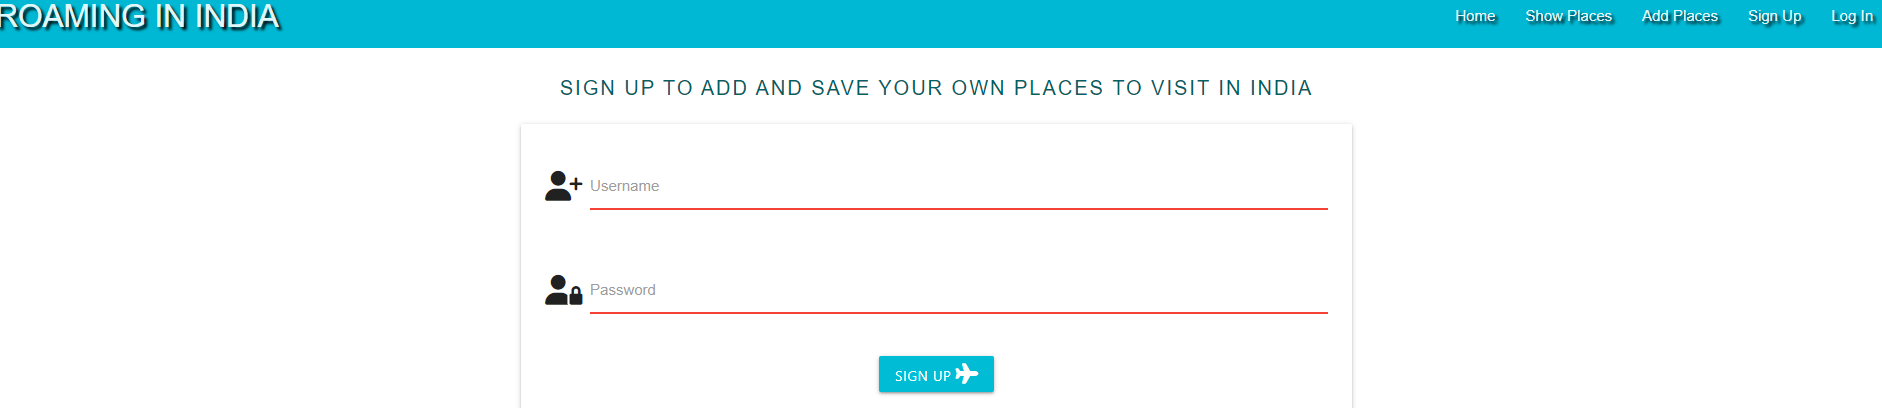 ROAMING IN INDIA
Home Show Places Add Places Sign Up Log In
SIGN UP TO ADD AND SAVE YOUR OWN PLACES TO VISIT IN INDIA
Username
Password
SIGN UP